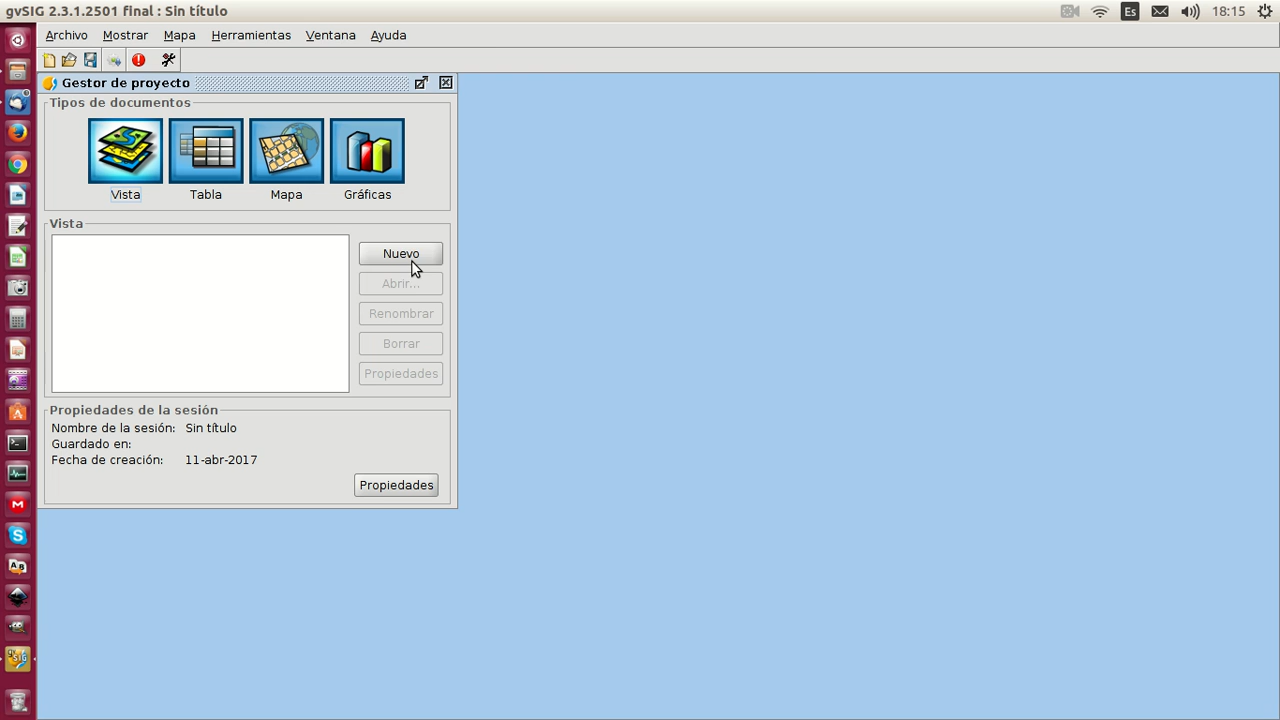 gvSIG 2.3.1.2501 final : Sin título
Es
18:15
Archivo Mostrar Mapa Herramientas Ventana Ayuda
Gestor de proyecto
Tipos de documentos
Vista Tabla Mapa Gráficas
Vista
Nuevo
Abrir...
Renombrar
Borrar
Propiedades
Propiedades de la sesión
Nombre de la sesión: Sin título
Guardado en:
Fecha de creación: 11-abr-2017
Propiedades